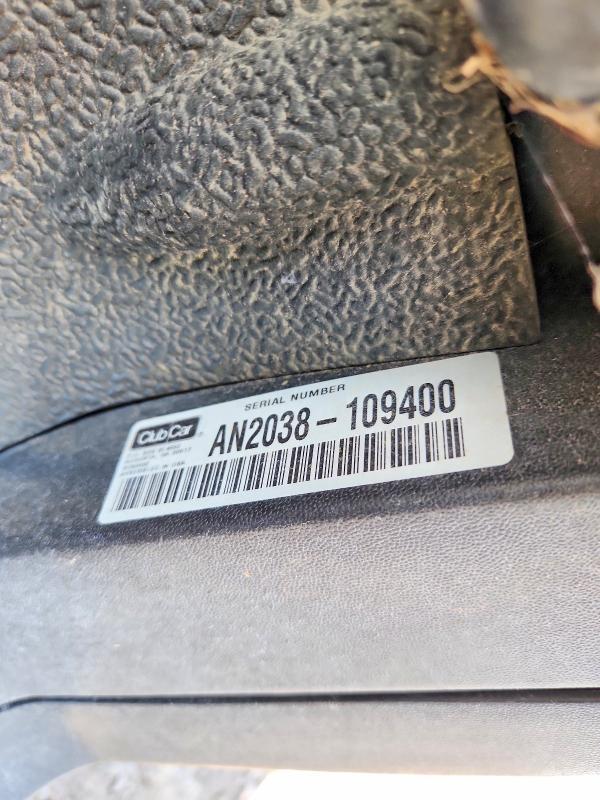 SERIAL NUMBER
Club Car®
AN2038-109400